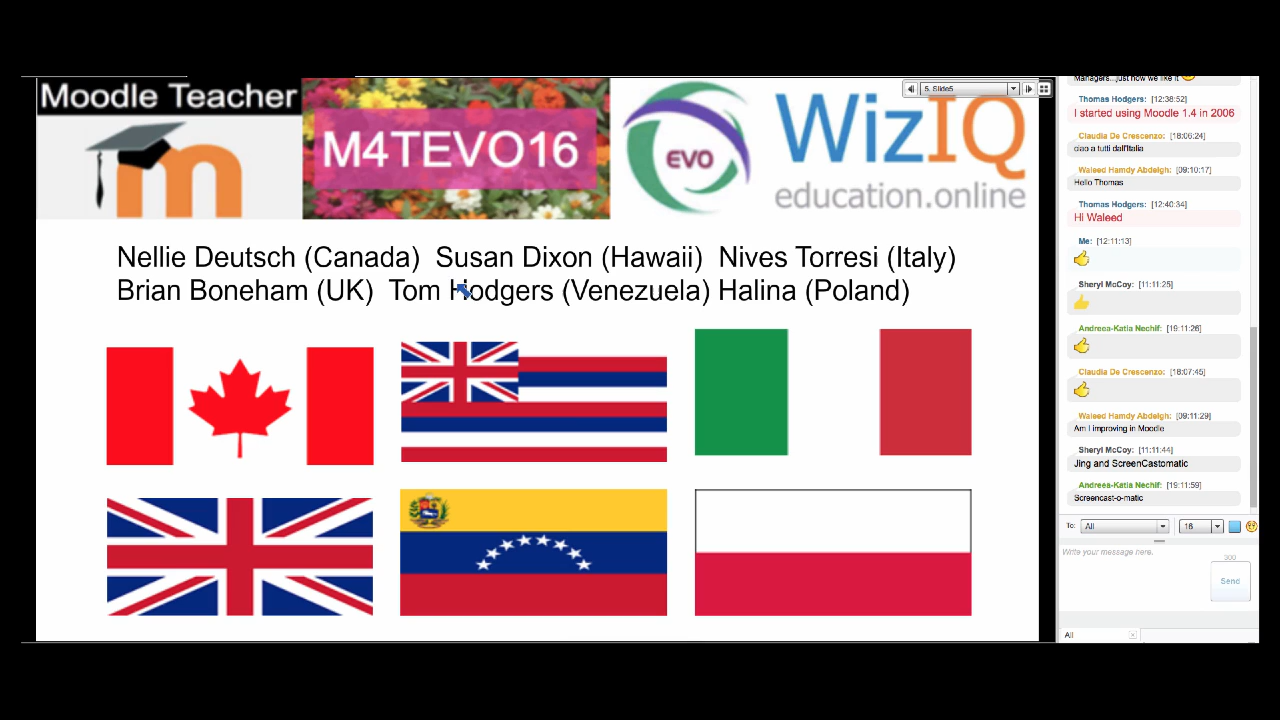 Moodle Teacher
m
M4TEVO16
EVO
WizIQ
education.online
5. Slide5
Nellie Deutsch (Canada) Susan Dixon (Hawaii) Nives Torresi (Italy)
Brian Boneham (UK) Tom Hodgers (Venezuela) Halina (Poland)
Managers...just now we like it
Thomas Hodgers: [12:38:52]
I started using Moodle 1.4 in 2006
Claudia De Crescenzo: [18:06:24]
ciao a tutti dall'Italia
Waleed Hamdy Abdelgh: [09:10:17]
Hello Thomas
Thomas Hodgers: [12:40:34]
Hi Waleed
Me: [12:11:13]
Sheryl McCoy: [11:11:25]
Andreea-Katia Nechif: [19:11:26]
Claudia De Crescenzo: [18:07:45]
Waleed Hamdy Abdelgh: [09:11:29]
Am I improving in Moodle
Sheryl McCoy: [11:11:44]
Jing and ScreenCastomatic
Andreea-Katia Nechif: [19:11:59]
Screencast-o-matic
To: All 16
Write your message here.
300
Send
All